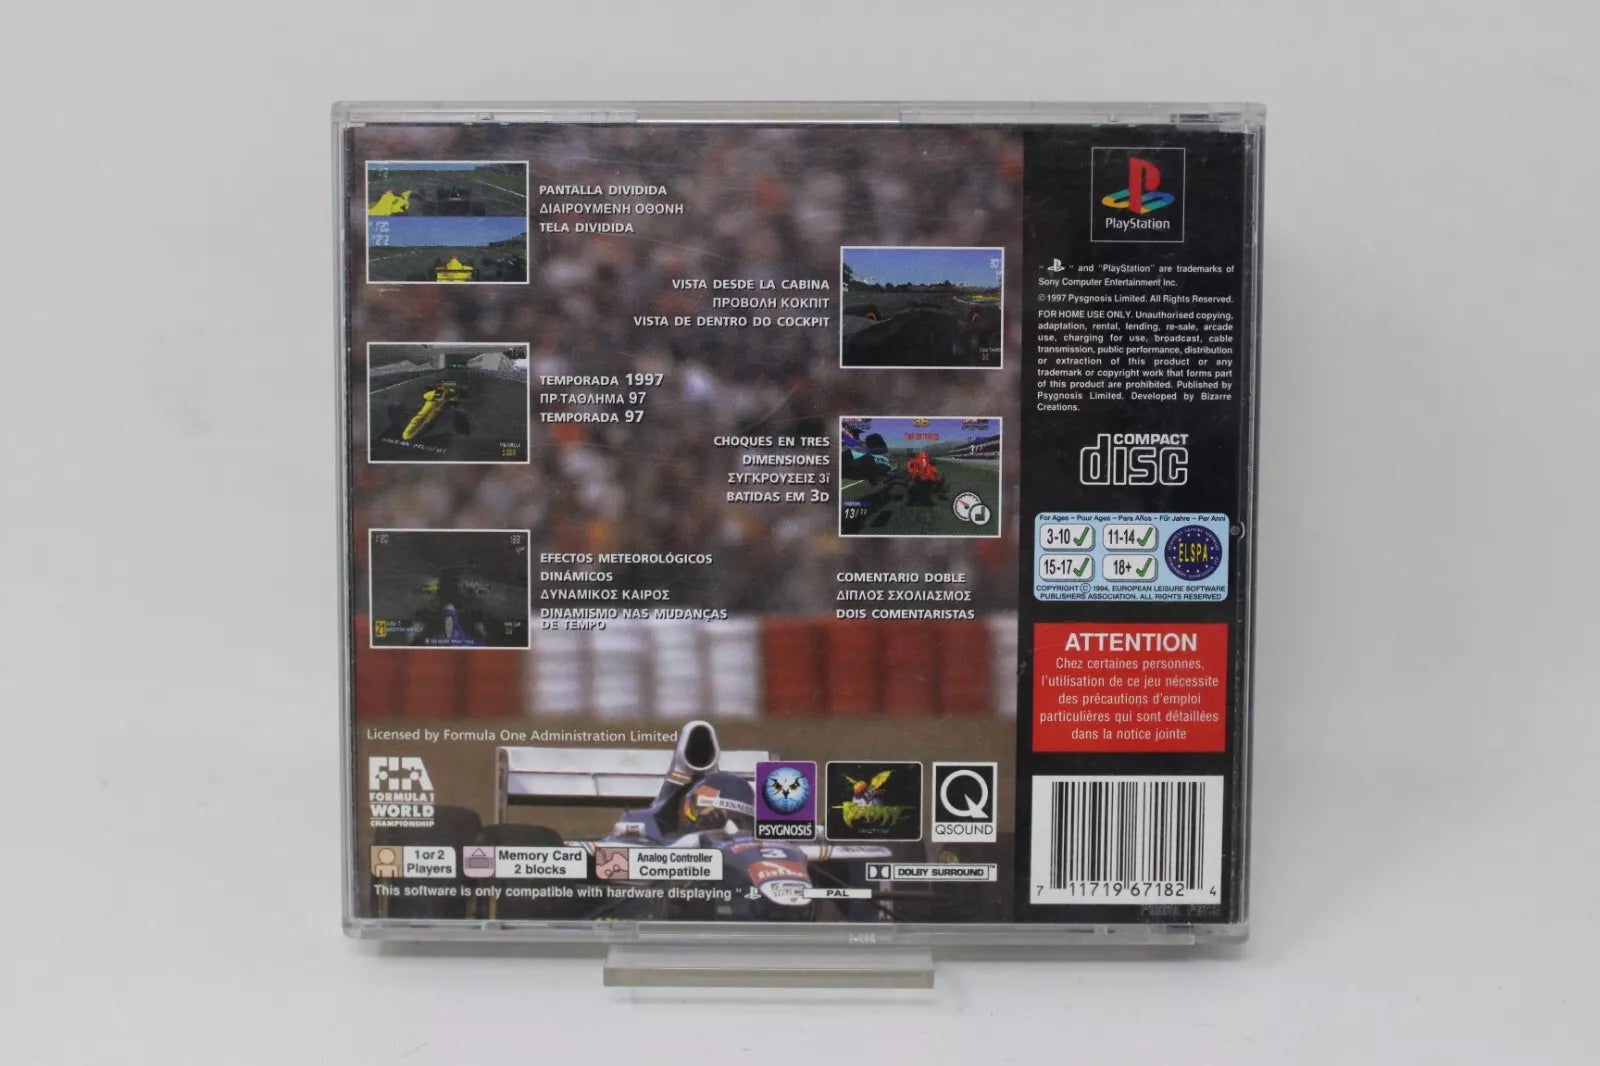 PANTALLA DIVIDIDA
ΔΙΑΙΡΟΥΜΕΝΗ ΟΘΟΝΗ
TELA DIVIDIDA
VISTA DESDE LA CABINA
ΠΡΟΒΟΛΗ ΚΟΚΠΙΤ
VISTA DE DENTRO DO COCKPIT
TEMPORADA 1997
ΠΡ·ΤΑΘΛΗΜΑ 97
TEMPORADA 97
CHOQUES EN TRES
DIMENSIONES
ΣΥΓΚΡΟΥΣΕΙΣ 3ϊ
BATIDAS EM 3D
EFECTOS METEOROLÓGICOS
DINÁMICOS
ΔΥΝΑΜΙΚΟΣ ΚΑΙΡΟΣ
DINAMISMO NAS MUDANÇAS
DE TEMPO
COMENTARIO DOBLE
ΔΙΠΛΟΣ ΣΧΟΛΙΑΣΜΟΣ
DOIS COMENTARISTAS
Licensed by Formula One Administration Limited
FIA
FORMULA 1
WORLD
CHAMPIONSHIP
RENAULT
3
PSYGNOSIS
QSOUND
1 or 2
Players
Memory Card
2 blocks
Analog Controller
Compatible
DOLBY SURROUND
This software is only compatible with hardware displaying "
PAL
PlayStation
" " and "PlayStation" are trademarks of
Sony Computer Entertainment Inc.
©1997 Psygnosis Limited. All Rights Reserved.
FOR HOME USE ONLY. Unauthorised copying,
adaptation, rental, lending, re-sale, arcade
use, charging for use, broadcast, cable
transmission, public performance, distribution
or extraction of this product or any
trademark or copyright work that forms part
of this product are prohibited. Published by
Psygnosis Limited. Developed by Bizarre
Creations.
COMPACT
disc
For Ages – Pour Ages – Para Años – Für Jahre – Per Anni
3-10 11-14
15-17 18+
ELSPA
COPYRIGHT © 1994, EUROPEAN LEISURE SOFTWARE
PUBLISHERS ASSOCIATION. ALL RIGHTS RESERVED
ATTENTION
Chez certaines personnes,
l'utilisation de ce jeu nécessite
des précautions d'emploi
particulières qui sont détaillées
dans la notice jointe
7 11719 67182 4